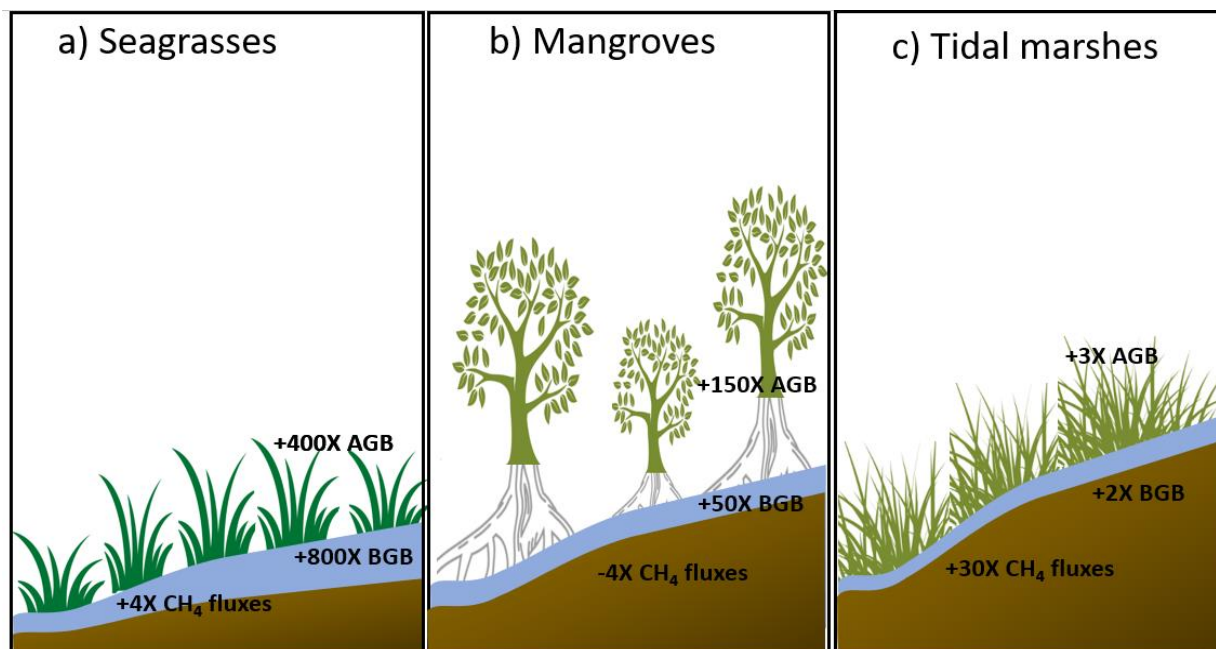 a) Seagrasses
+400X AGB
+800X BGB
+4X CH₄ fluxes
b) Mangroves
+150X AGB
+50X BGB
-4X CH₄ fluxes
c) Tidal marshes
+3X AGB
+2X BGB
+30X CH₄ fluxes